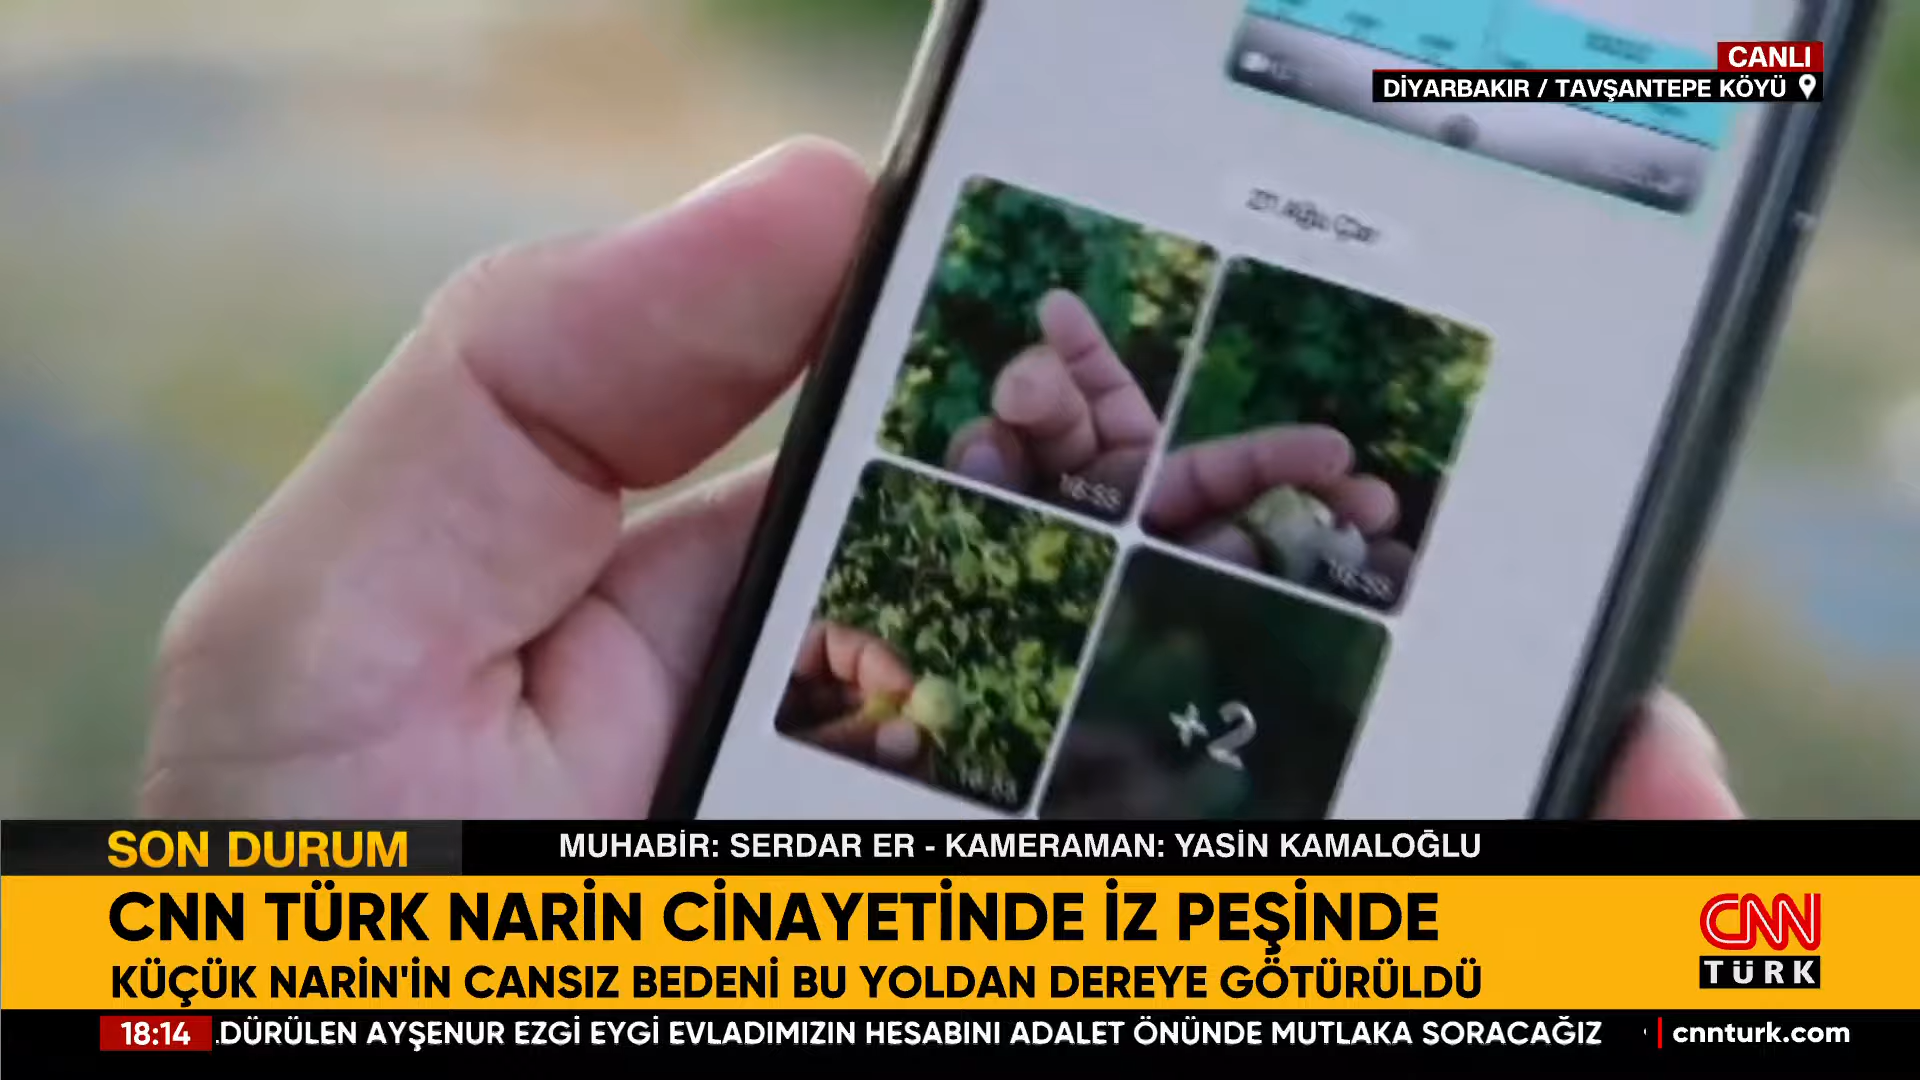 CANLI
DİYARBAKIR / TAVŞANTEPE KÖYÜ
+2
SON DURUM
MUHABİR: SERDAR ER - KAMERAMAN: YASİN KAMALOĞLU
CNN TÜRK NARİN CİNAYETİNDE İZ PEŞİNDE
KÜÇÜK NARİN'İN CANSIZ BEDENİ BU YOLDAN DEREYE GÖTÜRÜLDÜ
CNN
TÜRK
18:14 .DÜRÜLEN AYŞENUR EZGİ EYGİ EVLADIMIZIN HESABINI ADALET ÖNÜNDE MUTLAKA SORACAĞIZ
cnnturk.com